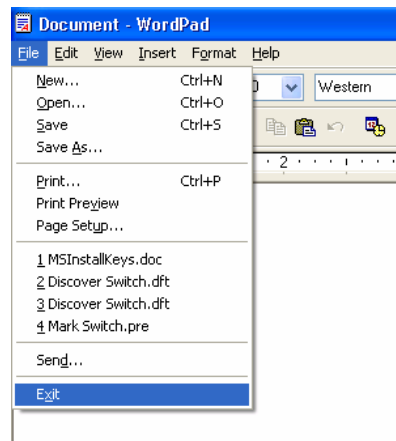 Document - WordPad
File Edit View Insert Format Help
New... Ctrl+N
Open... Ctrl+O
Western
Save Ctrl+S
Save As...
2
Print... Ctrl+P
Print Preview
Page Setup...
1 MSInstallKeys.doc
2 Discover Switch.dft
3 Discover Switch.dft
4 Mark Switch.pre
Send...
Exit